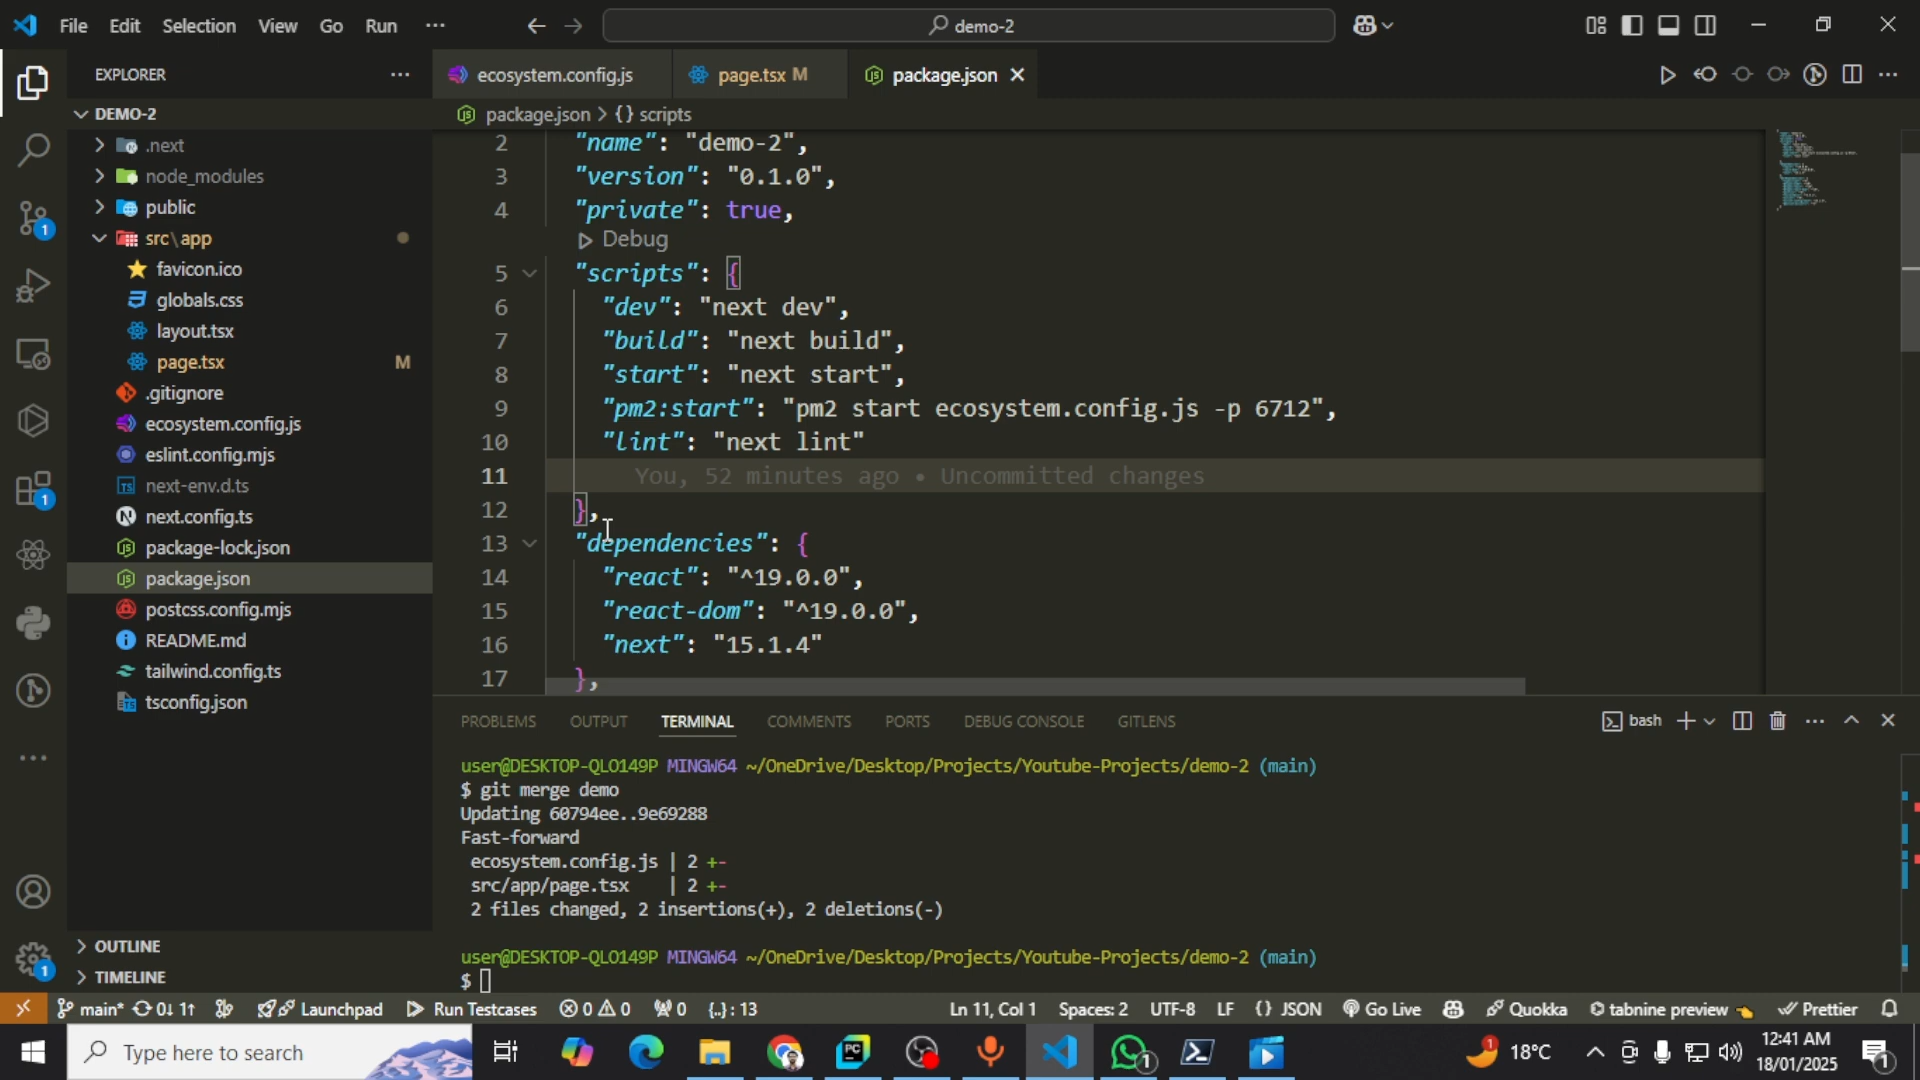 File Edit Selection View Go Run ··· demo-2
EXPLORER ···
DEMO-2
.next
node_modules
public
src\app
favicon.ico
globals.css
layout.tsx
page.tsx M
.gitignore
ecosystem.config.js
eslint.config.mjs
next-env.d.ts
next.config.ts
package-lock.json
package.json
postcss.config.mjs
README.md
tailwind.config.ts
tsconfig.json
OUTLINE
TIMELINE
1
1
1
ecosystem.config.js page.tsx M package.json
package.json > {} scripts
2 "name": "demo-2",
3 "version": "0.1.0",
4 "private": true,
Debug
5 "scripts": {
6 "dev": "next dev",
7 "build": "next build",
8 "start": "next start",
9 "pm2:start": "pm2 start ecosystem.config.js -p 6712",
10 "lint": "next lint"
11 You, 52 minutes ago • Uncommitted changes
12 },
13 "dependencies": {
14 "react": "^19.0.0",
15 "react-dom": "^19.0.0",
16 "next": "15.1.4"
17 },
PROBLEMS OUTPUT TERMINAL COMMENTS PORTS DEBUG CONSOLE GITLENS bash
user@DESKTOP-QLO149P MINGW64 ~/OneDrive/Desktop/Projects/Youtube-Projects/demo-2 (main)
$ git merge demo
Updating 60794ee..9e69288
Fast-forward
ecosystem.config.js | 2 +-
src/app/page.tsx | 2 +-
2 files changed, 2 insertions(+), 2 deletions(-)
user@DESKTOP-QLO149P MINGW64 ~/OneDrive/Desktop/Projects/Youtube-Projects/demo-2 (main)
$
main* 0↓ 1↑ Launchpad Run Testcases 0 0 0 {..} : 13 Ln 11, Col 1 Spaces: 2 UTF-8 LF {} JSON Go Live Quokka tabnine preview Prettier
Type here to search PC 1 1 18°C 12:41 AM
18/01/2025 1